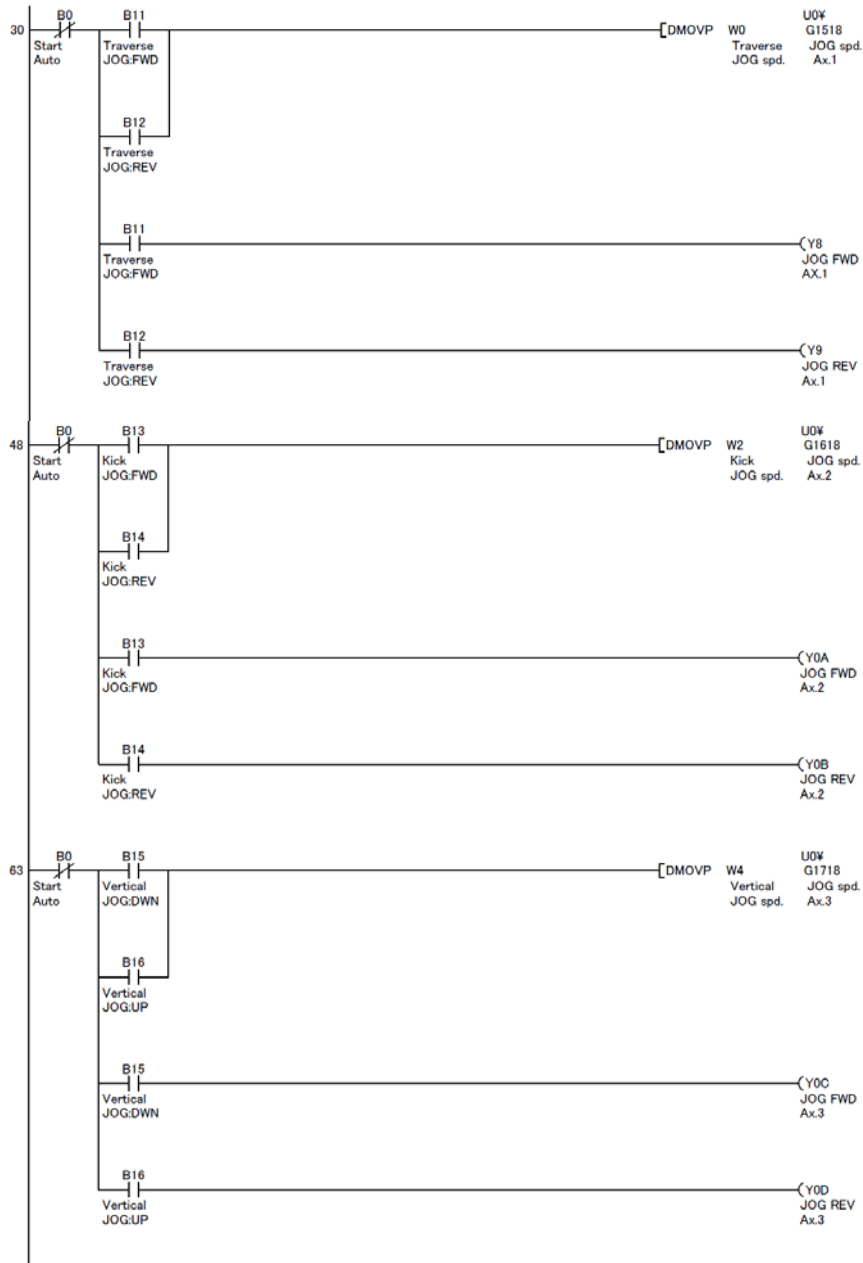 B0 B11 U0¥
30 [DMOVP W0 G1518
Start Traverse Traverse JOG spd.
Auto JOG:FWD JOG spd. Ax.1
B12
Traverse
JOG:REV
B11
(Y8
Traverse JOG FWD
JOG:FWD AX.1
B12
(Y9
Traverse JOG REV
JOG:REV Ax.1
B0 B13 U0¥
48 [DMOVP W2 G1618
Start Kick Kick JOG spd.
Auto JOG:FWD JOG spd. Ax.2
B14
Kick
JOG:REV
B13
(Y0A
Kick JOG FWD
JOG:FWD Ax.2
B14
(Y0B
Kick JOG REV
JOG:REV Ax.2
B0 B15 U0¥
63 [DMOVP W4 G1718
Start Vertical Vertical JOG spd.
Auto JOG:DWN JOG spd. Ax.3
B16
Vertical
JOG:UP
B15
(Y0C
Vertical JOG FWD
JOG:DWN Ax.3
B16
(Y0D
Vertical JOG REV
JOG:UP Ax.3